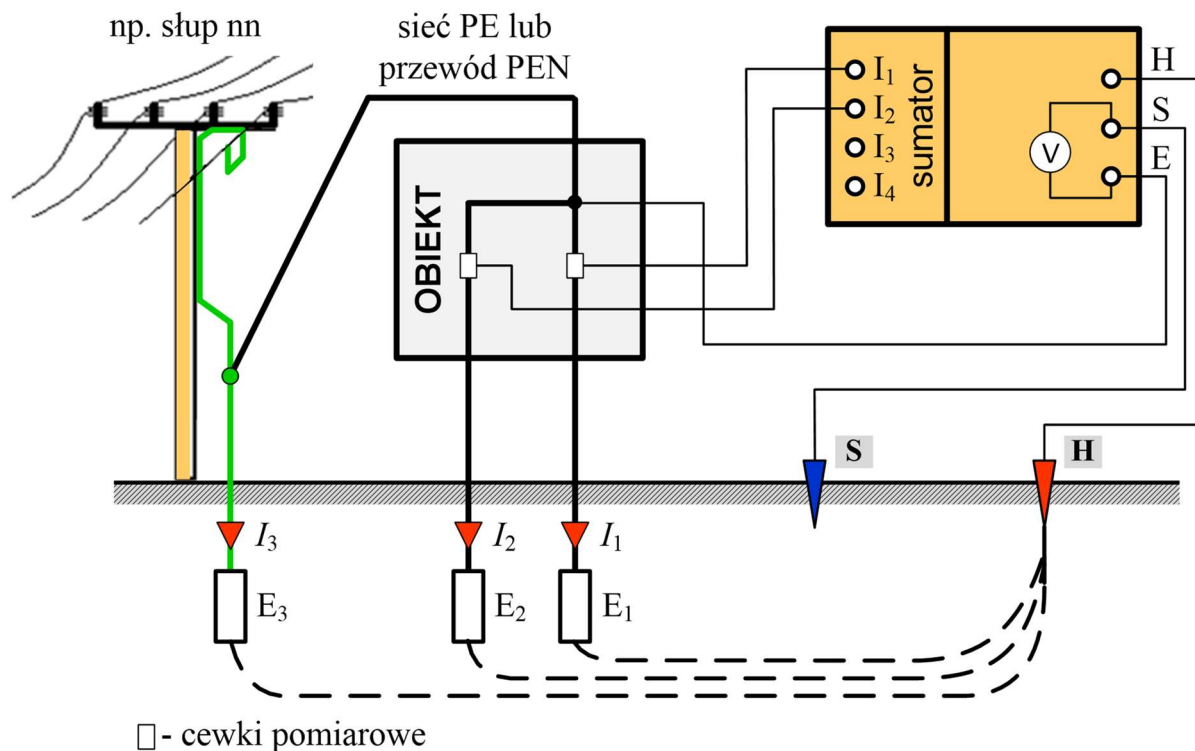 np. słup nn
sieć PE lub
przewód PEN
I₁
I₂
I₃
I₄
sumator
V
H
S
E
OBIEKT
S
H
I₃
I₂
I₁
E₃
E₂
E₁
- cewki pomiarowe